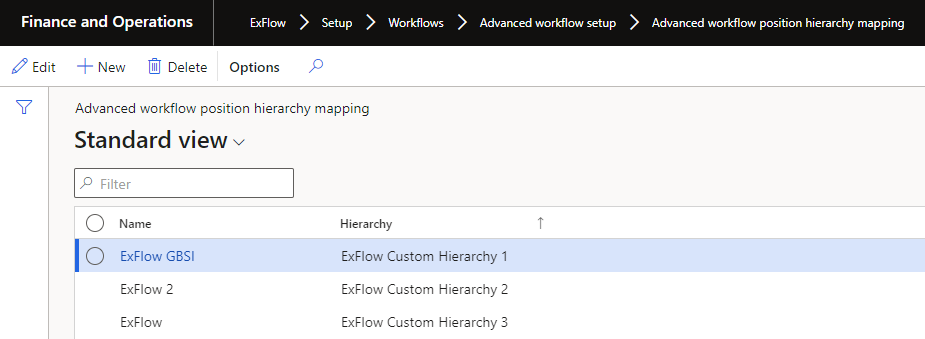 Finance and Operations ExFlow Setup Workflows Advanced workflow setup Advanced workflow position hierarchy mapping
Edit New Delete Options
Advanced workflow position hierarchy mapping
Standard view
Filter
Name Hierarchy
ExFlow GBSI ExFlow Custom Hierarchy 1
ExFlow 2 ExFlow Custom Hierarchy 2
ExFlow ExFlow Custom Hierarchy 3